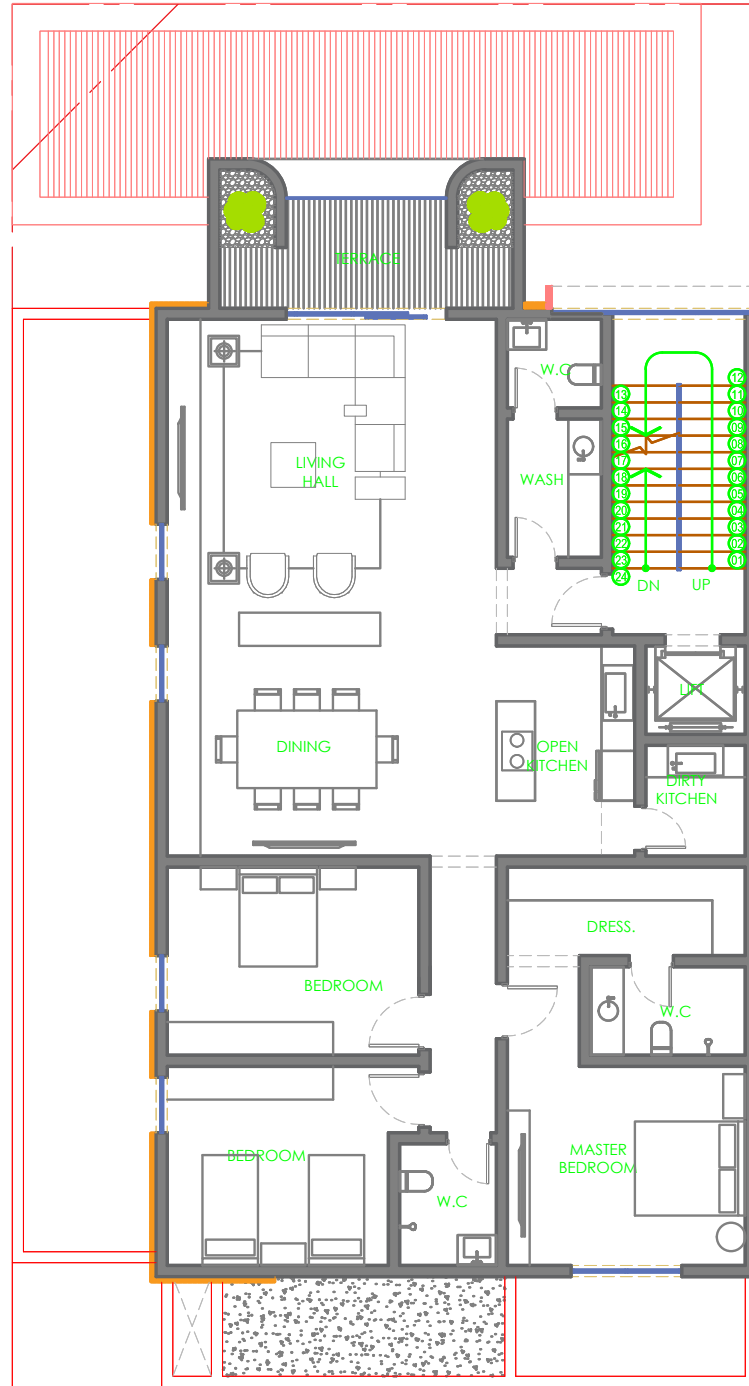 TERRACE
W.C
LIVING
HALL
WASH
12
11
10
09
08
07
06
05
04
03
02
01
13
14
15
16
17
18
19
20
21
22
23
24
DN
UP
LIFT
DINING
OPEN
KITCHEN
DIRTY
KITCHEN
DRESS.
BEDROOM
W.C
BEDROOM
MASTER
BEDROOM
W.C